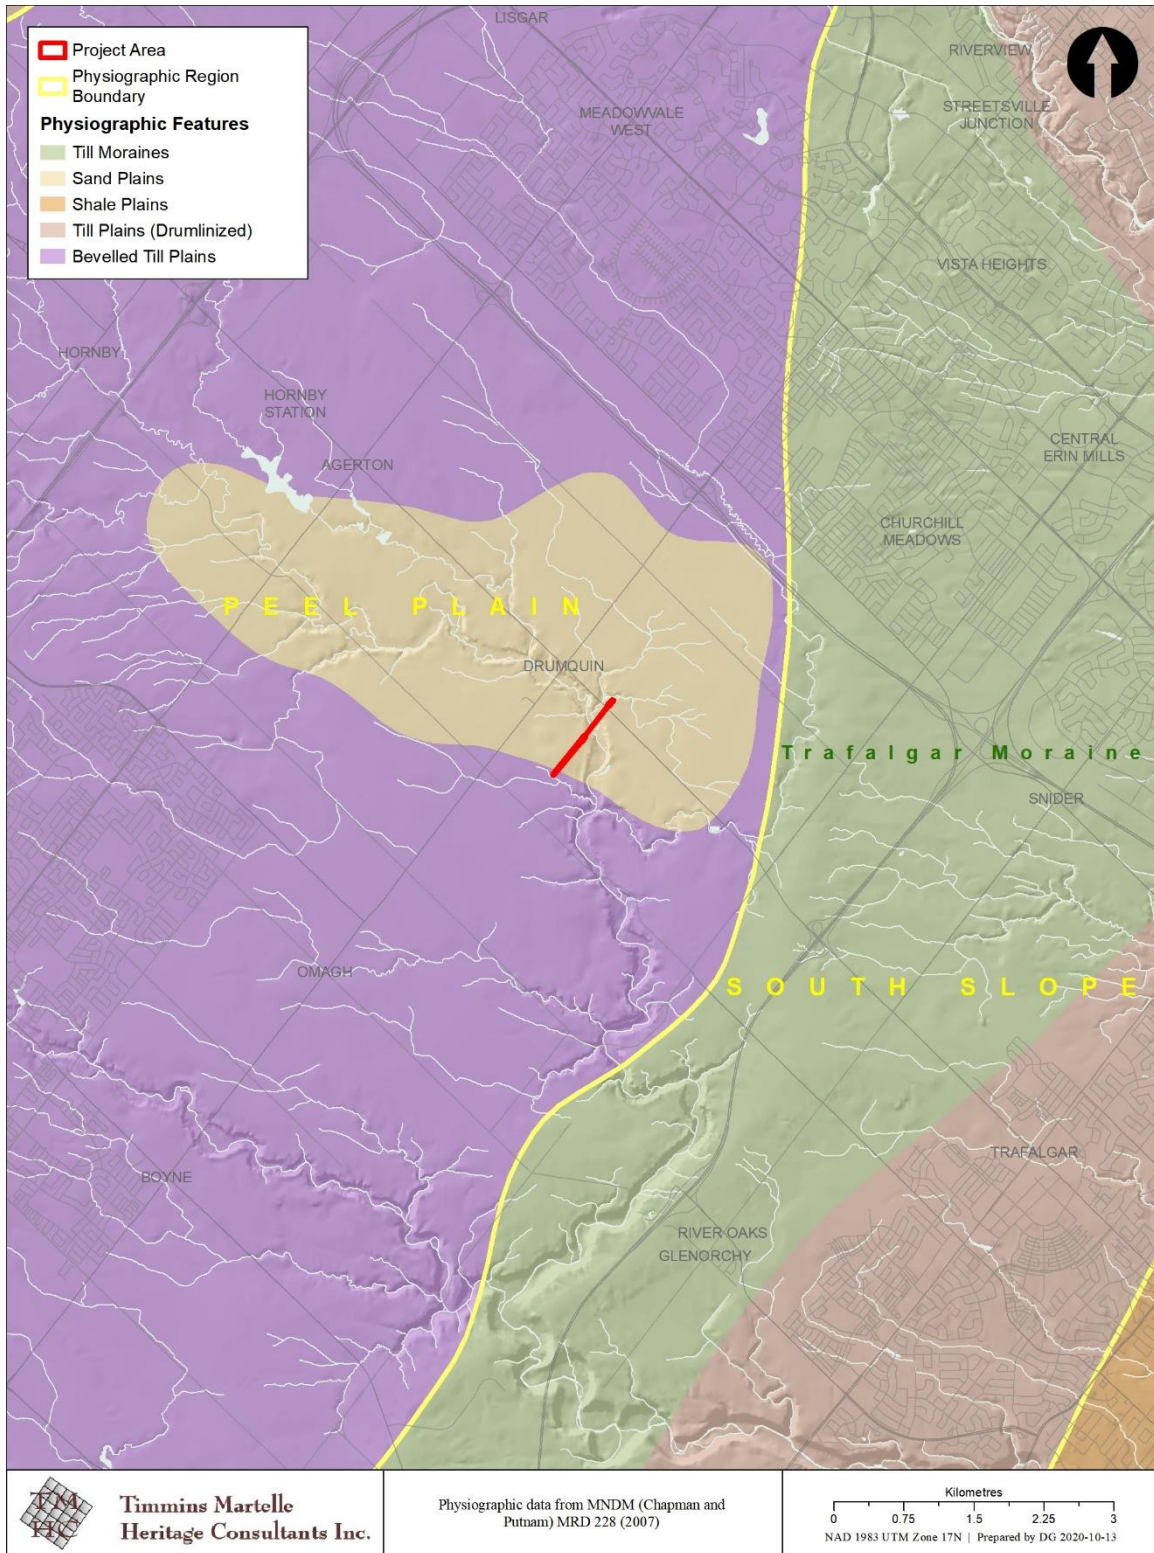 LISGAR
Project Area
Physiographic Region
Boundary
Physiographic Features
Till Moraines
Sand Plains
Shale Plains
Till Plains (Drumlinized)
Bevelled Till Plains
RIVERVIEW
STREETSVILLE
JUNCTION
MEADOWVALE
WEST
VISTA HEIGHTS
HORNBY
HORNBY
STATION
AGERTON
CENTRAL
ERIN MILLS
CHURCHILL
MEADOWS
PEEL PLAIN
DRUMQUIN
Trafalgar Moraine
SNIDER
OMAGH
SOUTH SLOPE
TRAFALGAR
BOYNE
RIVER OAKS
GLENORCHY
TM
HC
Timmins Martelle
Heritage Consultants Inc.
Physiographic data from MNDM (Chapman and
Putnam) MRD 228 (2007)
Kilometres
0 0.75 1.5 2.25 3
NAD 1983 UTM Zone 17N | Prepared by DG 2020-10-13